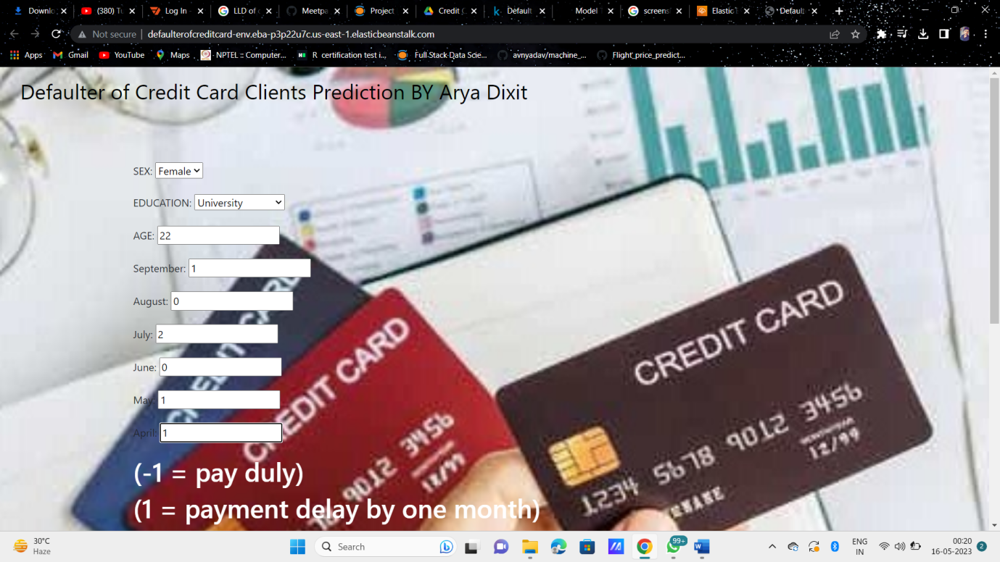 Downlo
(380) Tu
Log In -
LLD of c
Meetpa
Project
Credit C
Default
Model T
screens
Elastic B
Default
Not secure | defaulterofcreditcard-env.eba-p3p22u7c.us-east-1.elasticbeanstalk.com
Apps Gmail YouTube Maps NPTEL :: Computer... R certification test i... Full Stack Data Scie... avnyadav/machine_... Flight_price_predict...
Defaulter of Credit Card Clients Prediction BY Arya Dixit
SEX: Female
EDUCATION: University
AGE: 22
September: 1
August: 0
July: 2
June: 0
May: 1
April: 1
(-1 = pay duly)
(1 = payment delay by one month)
CREDIT CARD
9012 3456
12/99
CREDIT CARD
1234 5678 9012 3456
12/99
30°C
Haze
Search
99+
ENG
IN
00:20
16-05-2023
2